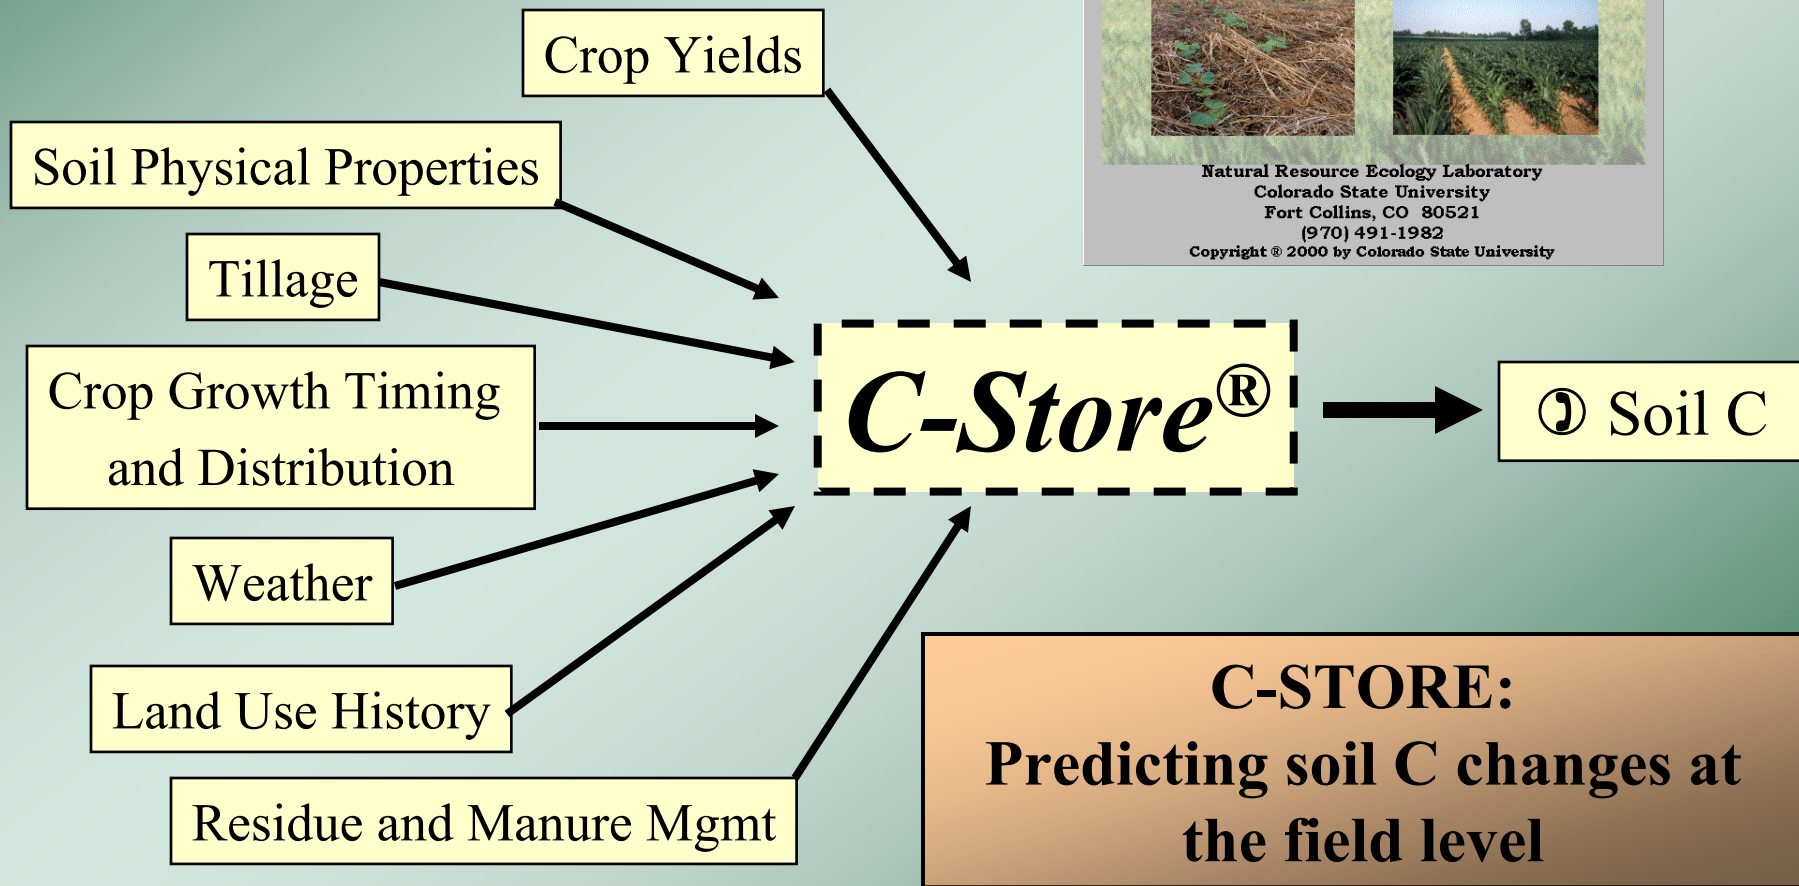 Crop Yields
Soil Physical Properties
Tillage
Crop Growth Timing
and Distribution
Weather
Land Use History
Residue and Manure Mgmt
Natural Resource Ecology Laboratory
Colorado State University
Fort Collins, CO 80521
(970) 491-1982
Copyright ® 2000 by Colorado State University
C-Store®
Soil C
C-STORE:
Predicting soil C changes at
the field level